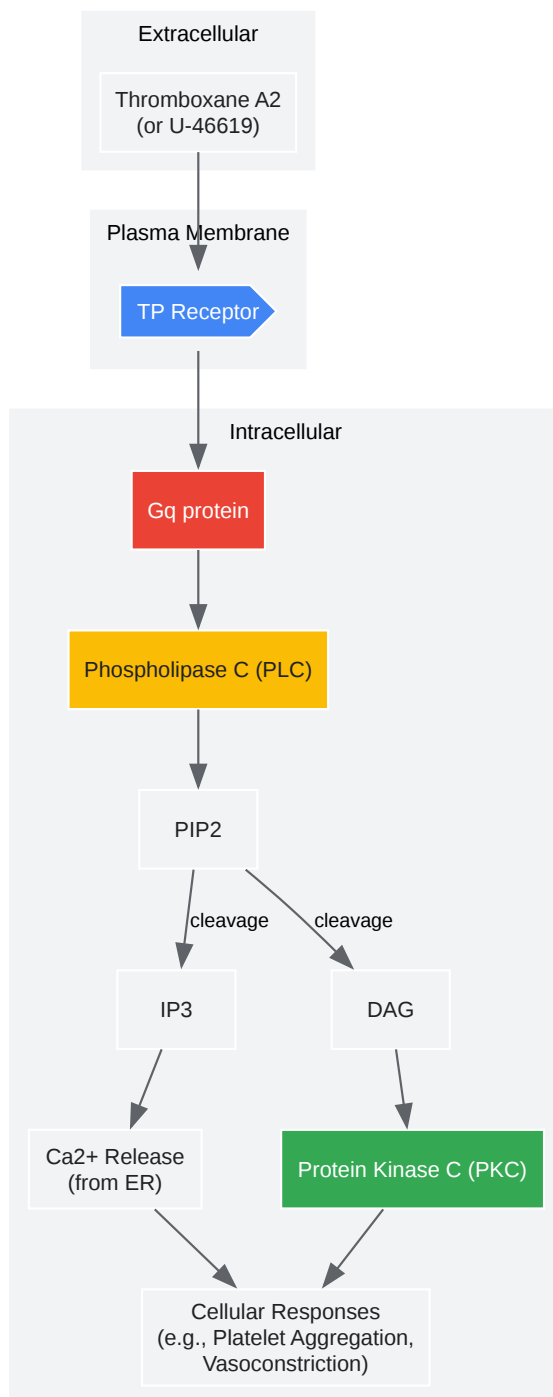 Extracellular
Thromboxane A2
(or U-46619)
Plasma Membrane
TP Receptor
Intracellular
Gq protein
Phospholipase C (PLC)
PIP2
cleavage
cleavage
IP3
DAG
Ca2+ Release
(from ER)
Protein Kinase C (PKC)
Cellular Responses
(e.g., Platelet Aggregation,
Vasoconstriction)